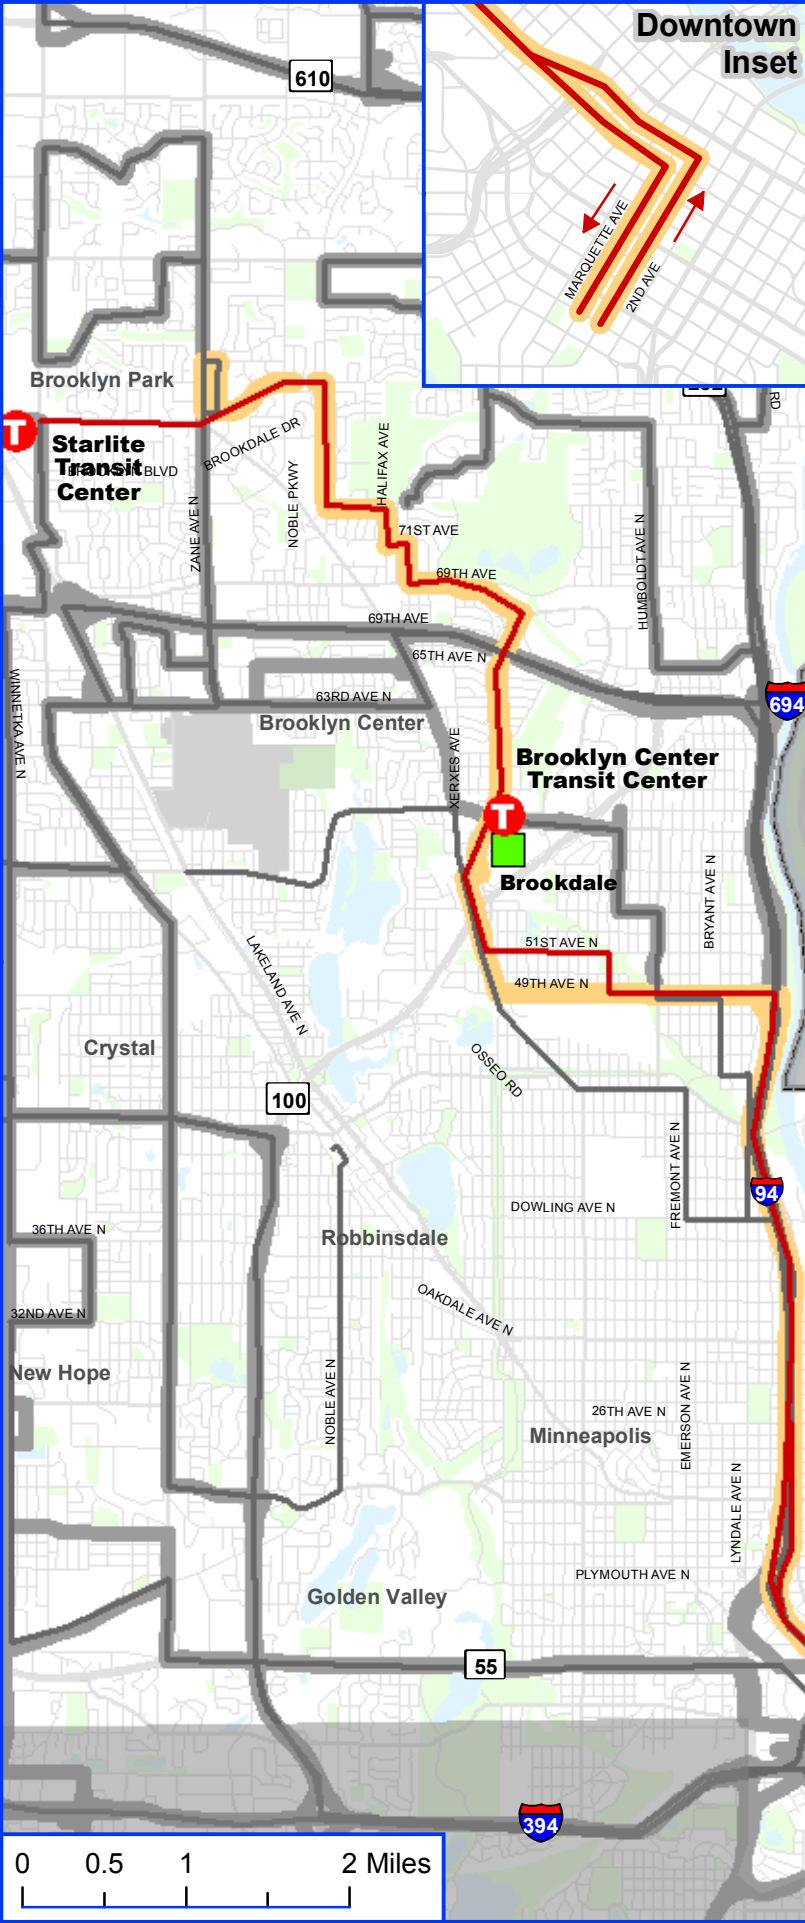 Downtown
Inset
610
MARQUETTE AVE
2ND AVE
Brooklyn Park
RD
T
Starlite
Transit
Center
BLVD
BROOKDALE DR
HALIFAX AVE
NOBLE PKWY
ZANE AVE N
71ST AVE
HUMBOLDT AVE N
69TH AVE
69TH AVE
65TH AVE N
WINNETKA AVE N
63RD AVE N
694
Brooklyn Center
XERXES AVE
Brooklyn Center
Transit Center
T
Brookdale
BRYANT AVE N
51ST AVE N
LAKELAND AVE N
49TH AVE N
Crystal
OSSEO RD
100
FREMONT AVE N
94
DOWLING AVE N
36TH AVE N
Robbinsdale
OAKDALE AVE N
32ND AVE N
New Hope
NOBLE AVE N
EMERSON AVE N
26TH AVE N
Minneapolis
LYNDALE AVE N
PLYMOUTH AVE N
Golden Valley
55
394
0 0.5 1 2 Miles